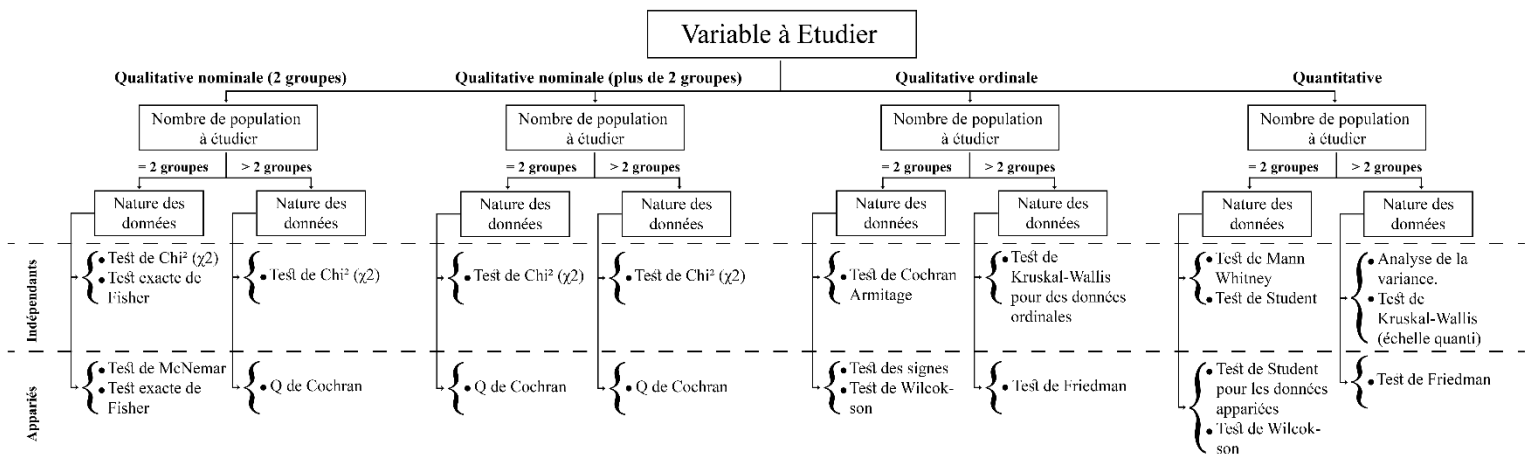 Variable à Etudier
Qualitative nominale (2 groupes)
Qualitative nominale (plus de 2 groupes)
Qualitative ordinale
Quantitative
Nombre de population
à étudier
Nombre de population
à étudier
Nombre de population
à étudier
Nombre de population
à étudier
= 2 groupes
> 2 groupes
= 2 groupes
> 2 groupes
= 2 groupes
> 2 groupes
= 2 groupes
> 2 groupes
Nature des
données
Nature des
données
Nature des
données
Nature des
données
Nature des
données
Nature des
données
Nature des
données
Nature des
données
Indépendants
• Test de Chi² (χ2)
• Test exacte de
Fisher
• Test de Chi² (χ2)
• Test de Chi² (χ2)
• Test de Chi² (χ2)
• Test de Cochran
Armitage
• Test de
Kruskal-Wallis
pour des données
ordinales
• Test de Mann
Whitney
• Test de Student
• Analyse de la
variance.
• Test de
Kruskal-Wallis
(échelle quanti)
Appariés
• Test de McNemar
• Test exacte de
Fisher
• Q de Cochran
• Q de Cochran
• Q de Cochran
• Test des signes
• Test de Wilcok-
son
• Test de Friedman
• Test de Student
pour les données
appariées
• Test de Wilcok-
son
• Test de Friedman